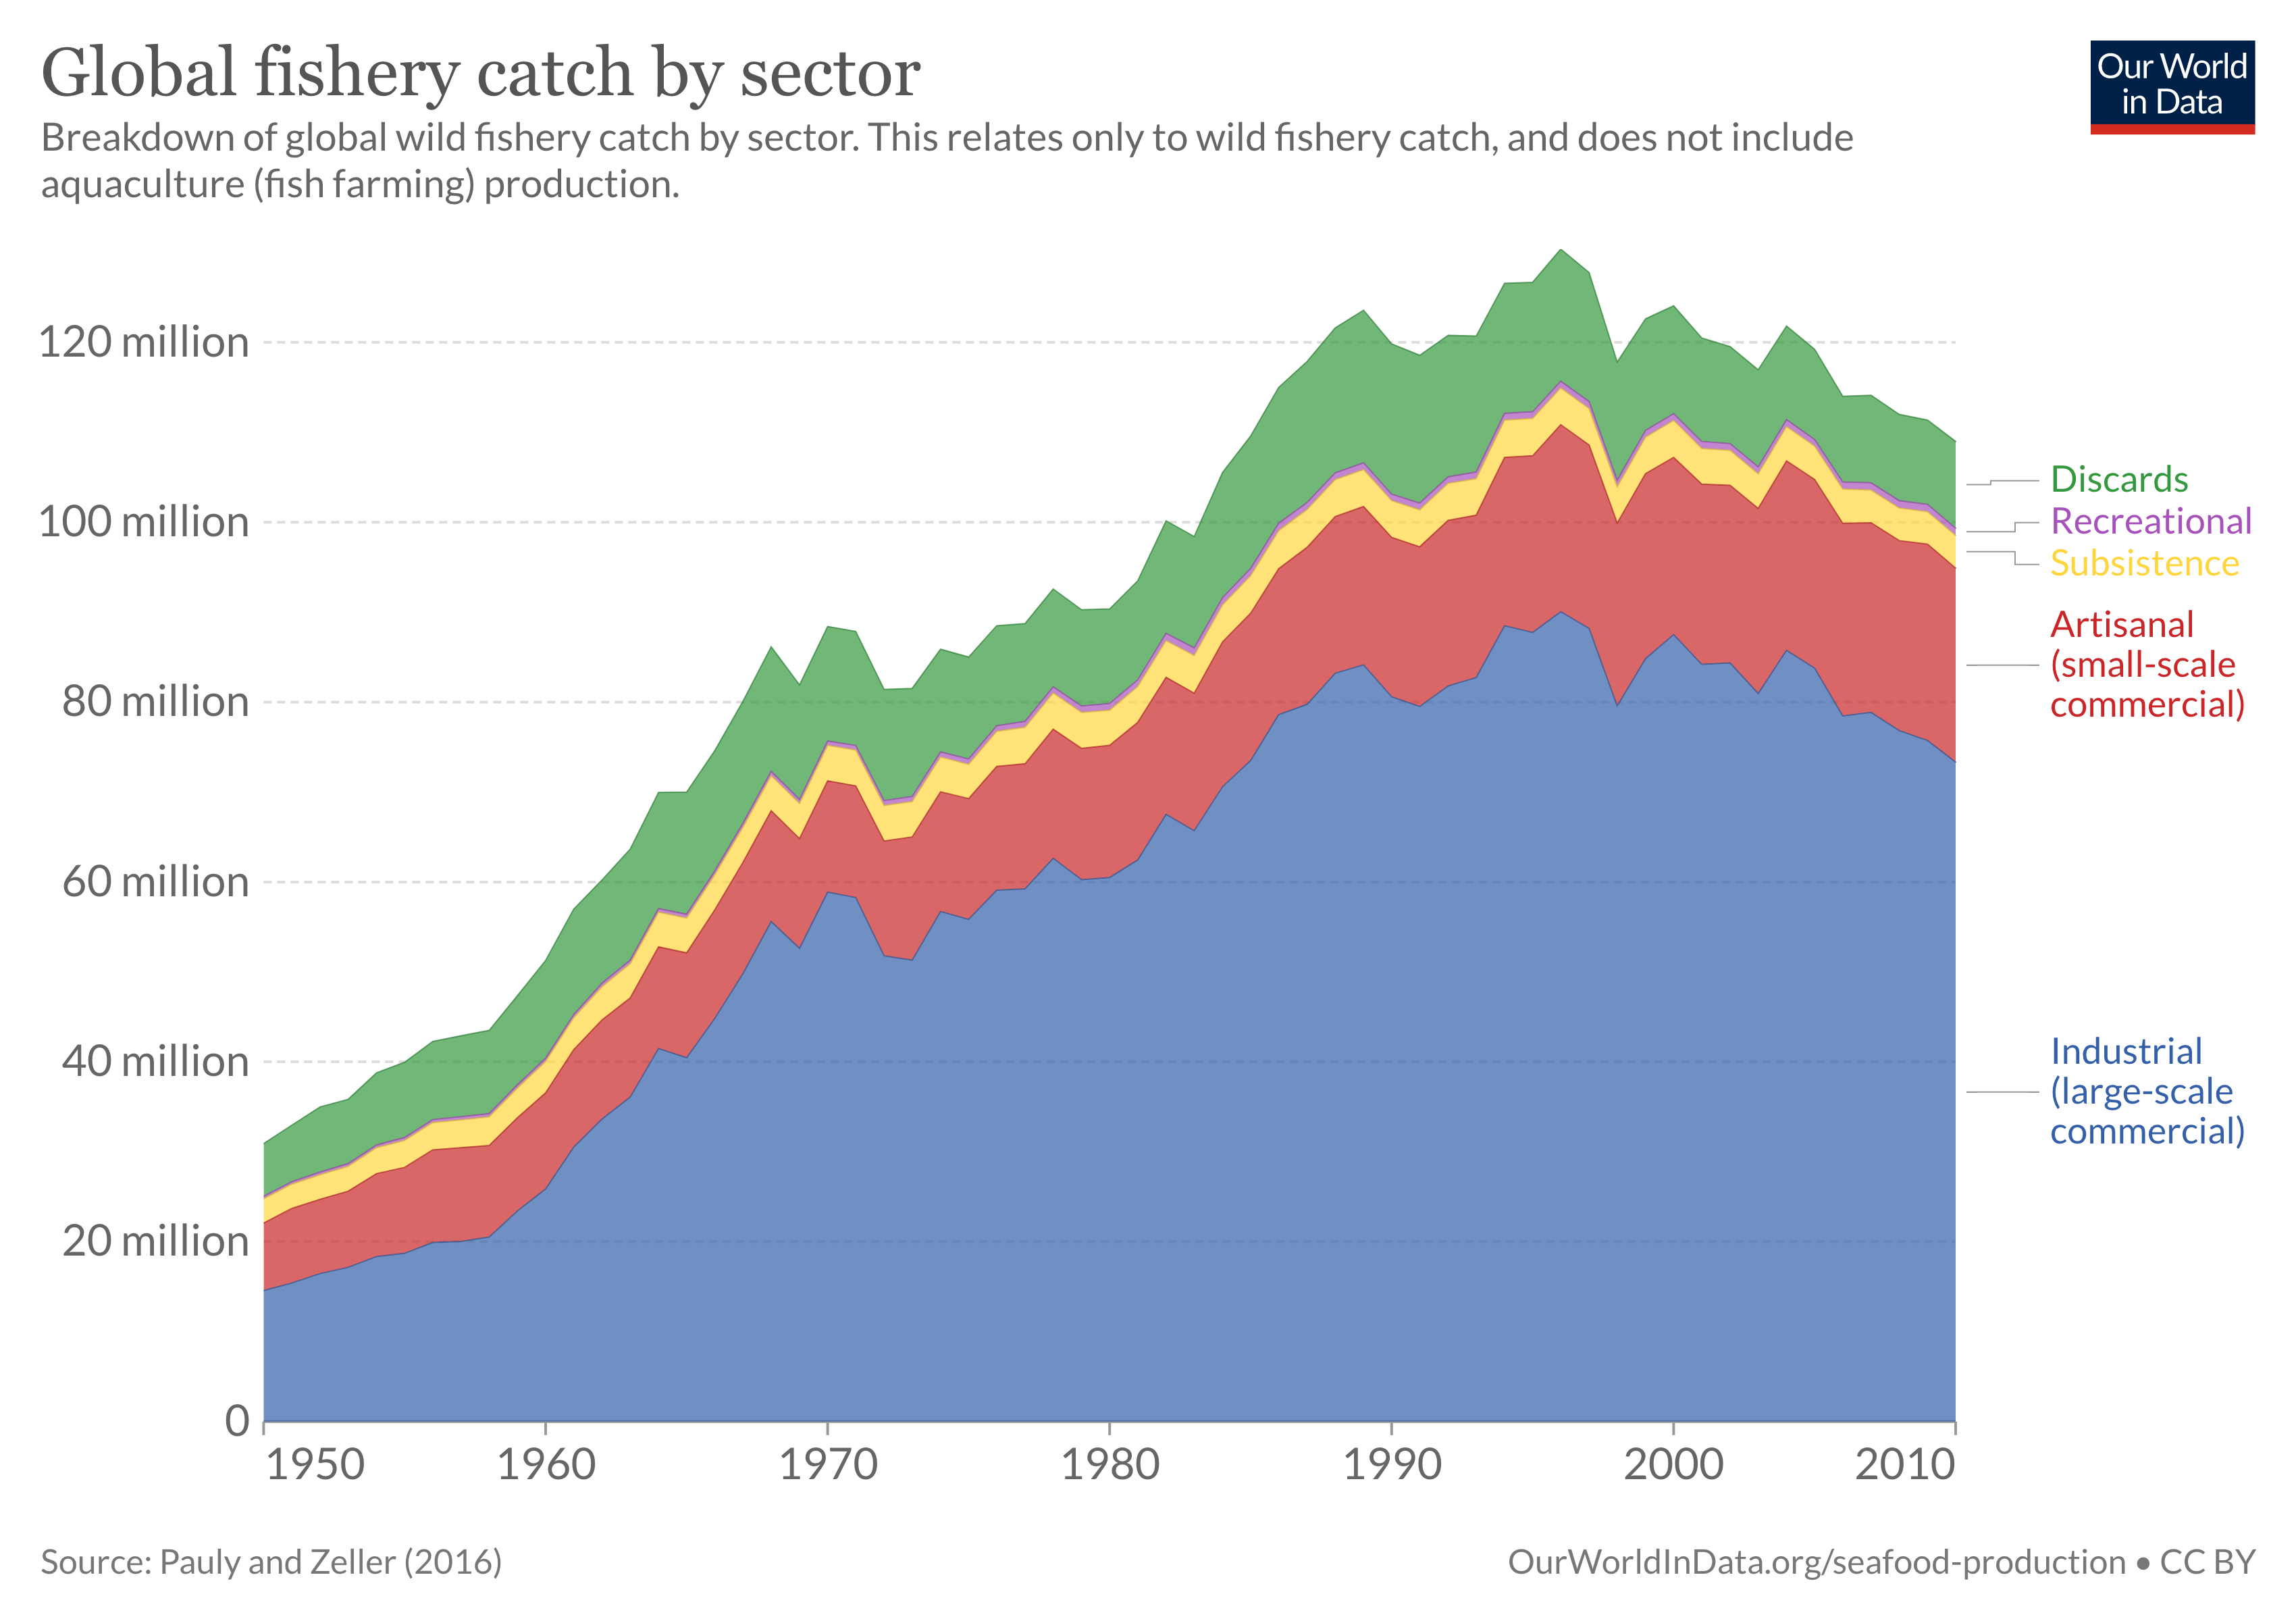 Global fishery catch by sector
Our World
in Data
Breakdown of global wild fishery catch by sector. This relates only to wild fishery catch, and does not include
aquaculture (fish farming) production.
120 million
100 million
80 million
60 million
40 million
20 million
0
Discards
Recreational
Subsistence
Artisanal
(small-scale
commercial)
Industrial
(large-scale
commercial)
1950 1960 1970 1980 1990 2000 2010
Source: Pauly and Zeller (2016)
OurWorldInData.org/seafood-production • CC BY